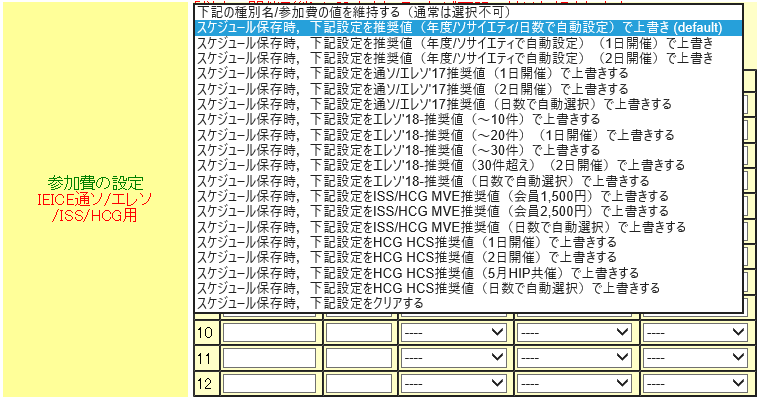 下記の種別名/参加費の値を維持する（通常は選択不可）
スケジュール保存時，下記設定を推奨値（年度/ソサイエティ/日数で自動設定）で上書き (default)
スケジュール保存時，下記設定を推奨値（年度/ソサイエティで自動設定）（1日開催）で上書き
スケジュール保存時，下記設定を推奨値（年度/ソサイエティで自動設定）（2日開催）で上書き
スケジュール保存時，下記設定を通ソ/エレソ'17推奨値（1日開催）で上書きする
スケジュール保存時，下記設定を通ソ/エレソ'17推奨値（2日開催）で上書きする
スケジュール保存時，下記設定を通ソ/エレソ'17推奨値（日数で自動選択）で上書きする
スケジュール保存時，下記設定をエレソ'18-推奨値（～10件）で上書きする
スケジュール保存時，下記設定をエレソ'18-推奨値（～20件）（1日開催）で上書きする
スケジュール保存時，下記設定をエレソ'18-推奨値（～30件）で上書きする
スケジュール保存時，下記設定をエレソ'18-推奨値（30件超え）（2日開催）で上書きする
スケジュール保存時，下記設定をエレソ'18-推奨値（日数で自動選択）で上書きする
スケジュール保存時，下記設定をISS/HCG MVE推奨値（会員1,500円）で上書きする
スケジュール保存時，下記設定をISS/HCG MVE推奨値（会員2,500円）で上書きする
スケジュール保存時，下記設定をISS/HCG MVE推奨値（日数で自動選択）で上書きする
スケジュール保存時，下記設定をHCG HCS推奨値（1日開催）で上書きする
スケジュール保存時，下記設定をHCG HCS推奨値（2日開催）で上書きする
スケジュール保存時，下記設定をHCG HCS推奨値（5月HIP共催）で上書きする
スケジュール保存時，下記設定をHCG HCS推奨値（日数で自動選択）で上書きする
スケジュール保存時，下記設定をクリアする
参加費の設定
IEICE通ソ/エレソ
/ISS/HCG用
10 ---- ---- ----
11 ---- ---- ----
12 ---- ---- ----